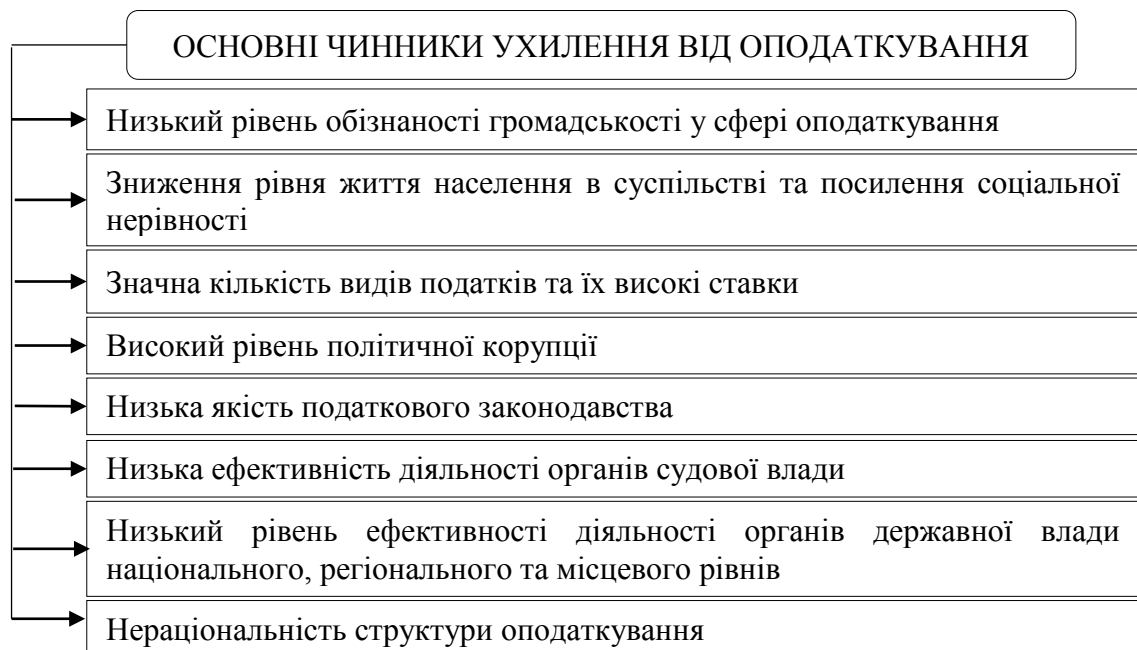 ОСНОВНІ ЧИННИКИ УХИЛЕННЯ ВІД ОПОДАТКУВАННЯ
Низький рівень обізнаності громадськості у сфері оподаткування
Зниження рівня життя населення в суспільстві та посилення соціальної
нерівності
Значна кількість видів податків та їх високі ставки
Високий рівень політичної корупції
Низька якість податкового законодавства
Низька ефективність діяльності органів судової влади
Низький рівень ефективності діяльності органів державної влади
національного, регіонального та місцевого рівнів
Нераціональність структури оподаткування